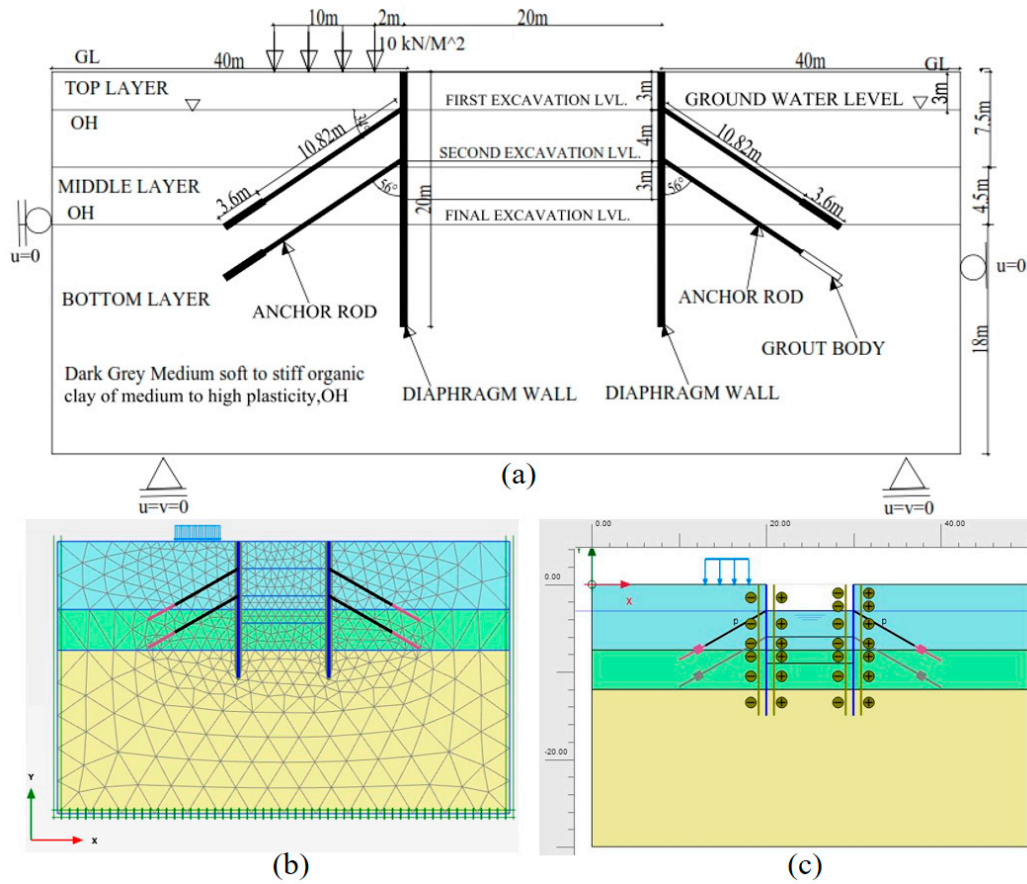 10m
2m
20m
10 kN/M^2
GL
40m
40m
GL
TOP LAYER
FIRST EXCAVATION LVL.
3m
GROUND WATER LEVEL
3m
7.5m
OH
10.82m
4m
10.82m
SECOND EXCAVATION LVL.
MIDDLE LAYER
3.6m
56°
20m
3m
56°
3.6m
4.5m
OH
FINAL EXCAVATION LVL.
u=0
u=0
BOTTOM LAYER
ANCHOR ROD
ANCHOR ROD
GROUT BODY
18m
Dark Grey Medium soft to stiff organic
clay of medium to high plasticity,OH
DIAPHRAGM WALL
DIAPHRAGM WALL
(a)
u=v=0
u=v=0
0.00
20.00
40.00
0.00
X
p
p
-20.00
Y
X
(b)
(c)